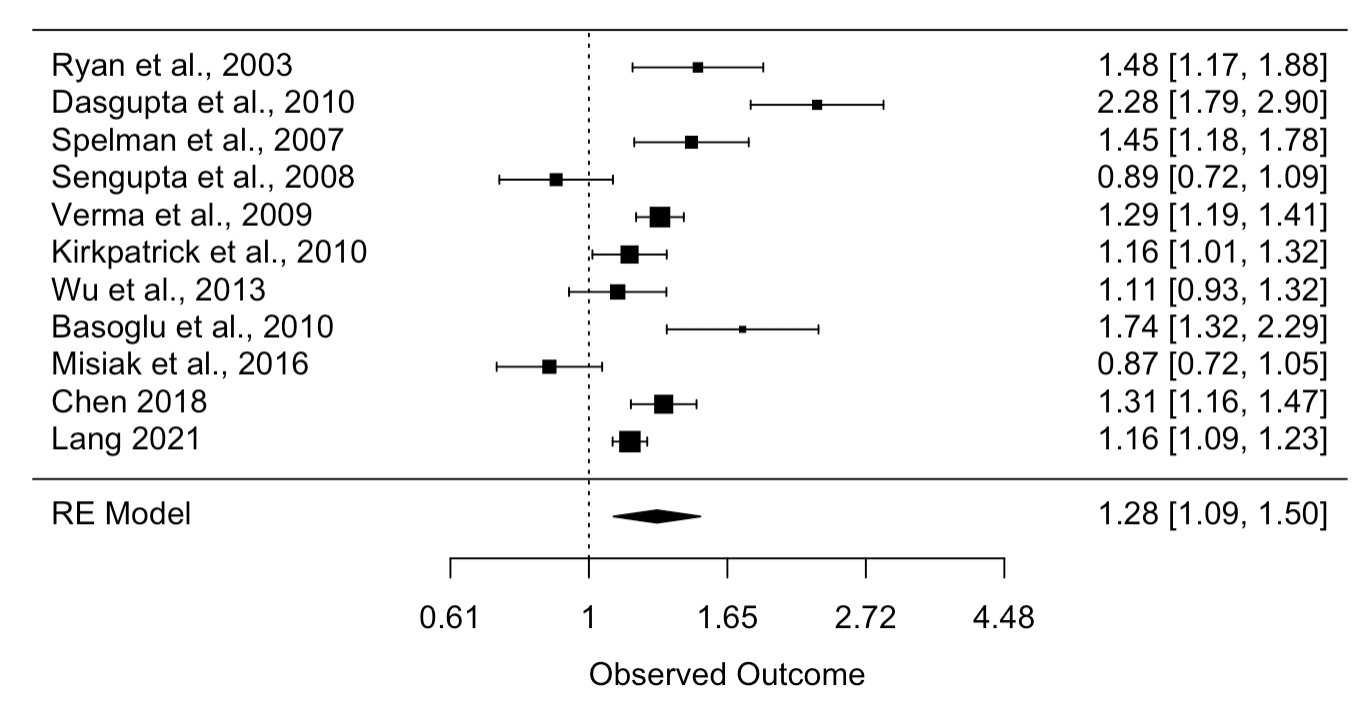 Ryan et al., 2003 1.48 [1.17, 1.88]
Dasgupta et al., 2010 2.28 [1.79, 2.90]
Spelman et al., 2007 1.45 [1.18, 1.78]
Sengupta et al., 2008 0.89 [0.72, 1.09]
Verma et al., 2009 1.29 [1.19, 1.41]
Kirkpatrick et al., 2010 1.16 [1.01, 1.32]
Wu et al., 2013 1.11 [0.93, 1.32]
Basoglu et al., 2010 1.74 [1.32, 2.29]
Misiak et al., 2016 0.87 [0.72, 1.05]
Chen 2018 1.31 [1.16, 1.47]
Lang 2021 1.16 [1.09, 1.23]
RE Model 1.28 [1.09, 1.50]
0.61 1 1.65 2.72 4.48
Observed Outcome